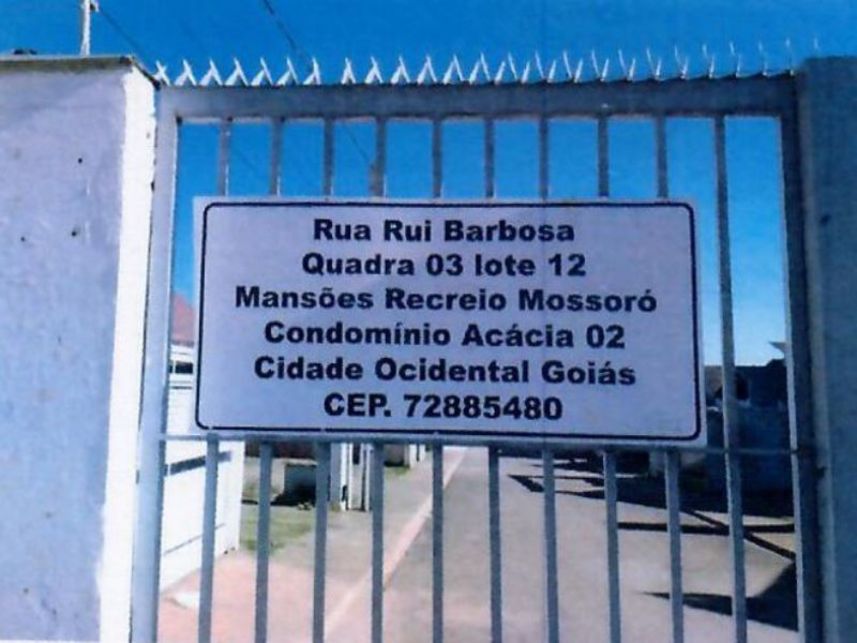 Rua Rui Barbosa
Quadra 03 lote 12
Mansões Recreio Mossoró
Condomínio Acácia 02
Cidade Ocidental Goiás
CEP. 72885480